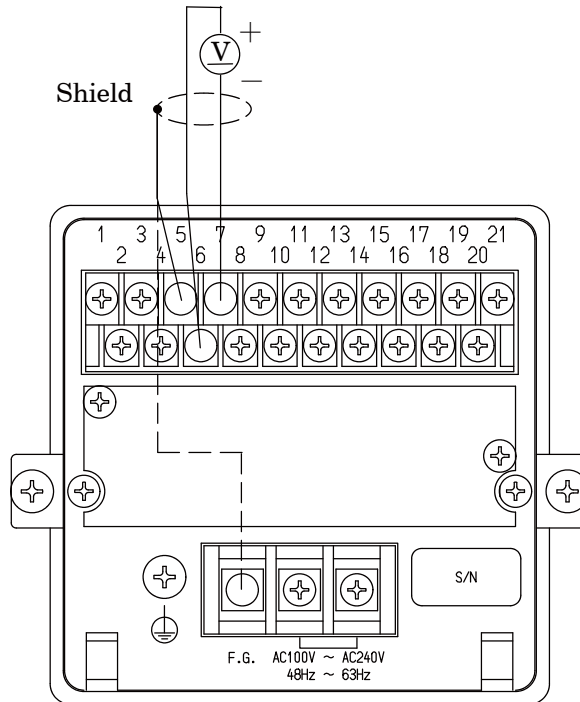 +
V
−
Shield
1 3 5 7 9 11 13 15 17 19 21
2 4 6 8 10 12 14 16 18 20
S/N
F.G. AC100V ~ AC240V
48Hz ~ 63Hz